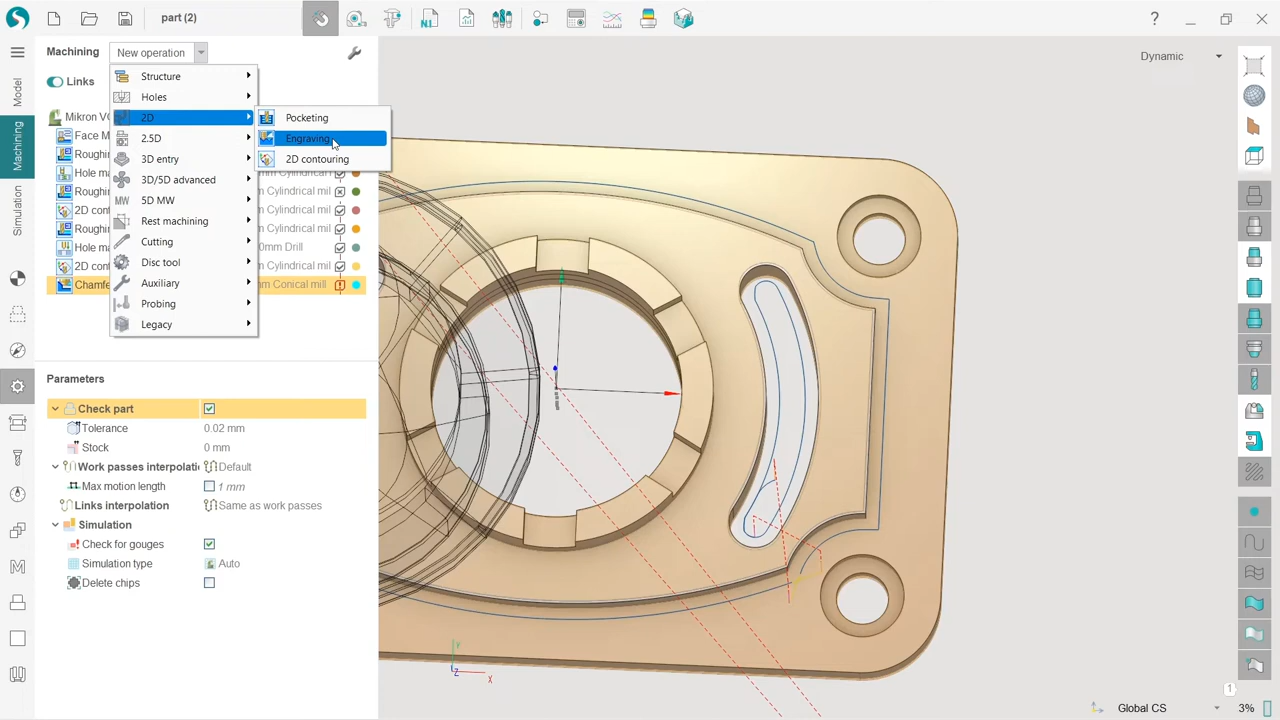 part (2)
Machining New operation
Links
Structure
Holes
2D
2.5D
3D entry
3D/5D advanced
5D MW
Rest machining
Cutting
Disc tool
Auxiliary
Probing
Legacy
Pocketing
Engraving
2D contouring
Model
Machining
Simulation
Mikron VC
Face M
Roughin
Hole ma
Roughin m Cylindrical mil
2D cont m Cylindrical mil
Roughin m Cylindrical mil
Hole ma 0mm Drill
2D cont m Cylindrical mil
Chamfe m Conical mill
Parameters
Check part
Tolerance 0.02 mm
Stock 0 mm
Work passes interpolati Default
Max motion length 1 mm
Links interpolation Same as work passes
Simulation
Check for gouges
Simulation type Auto
Delete chips
Dynamic
Y
Z
X
1
Global CS 3%